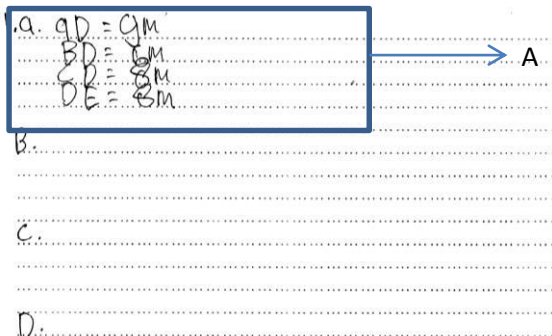 1.a. AD = 9m
BD = 6m
CD = 8m
DE = 8m
A
B.
C.
D.